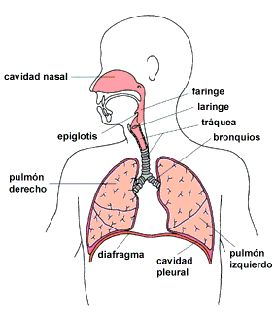 cavidad nasal
faringe
laringe
tráquea
epiglotis
bronquios
pulmón
derecho
diafragma
cavidad
pleural
pulmón
izquierdo